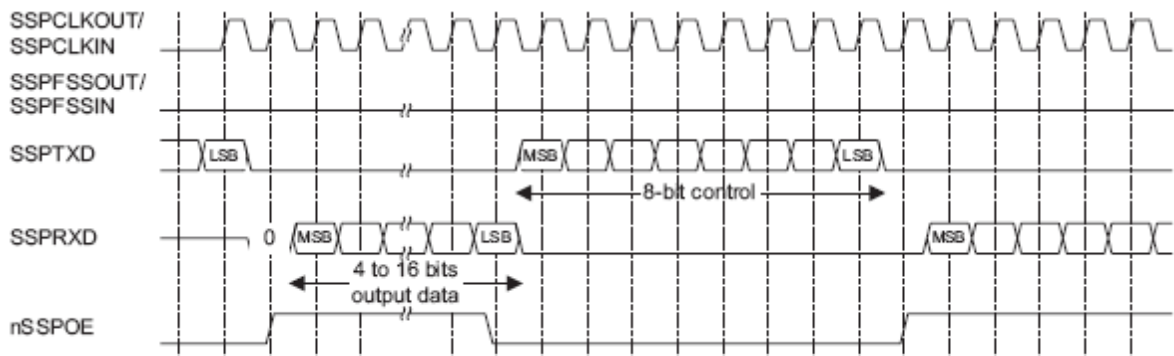 SSPCLKOUT/
SSPCLKIN
SSPFSSOUT/
SSPFSSIN
SSPTXD LSB MSB LSB
8-bit control
SSPRXD 0 MSB LSB MSB
4 to 16 bits
output data
nSSPOE